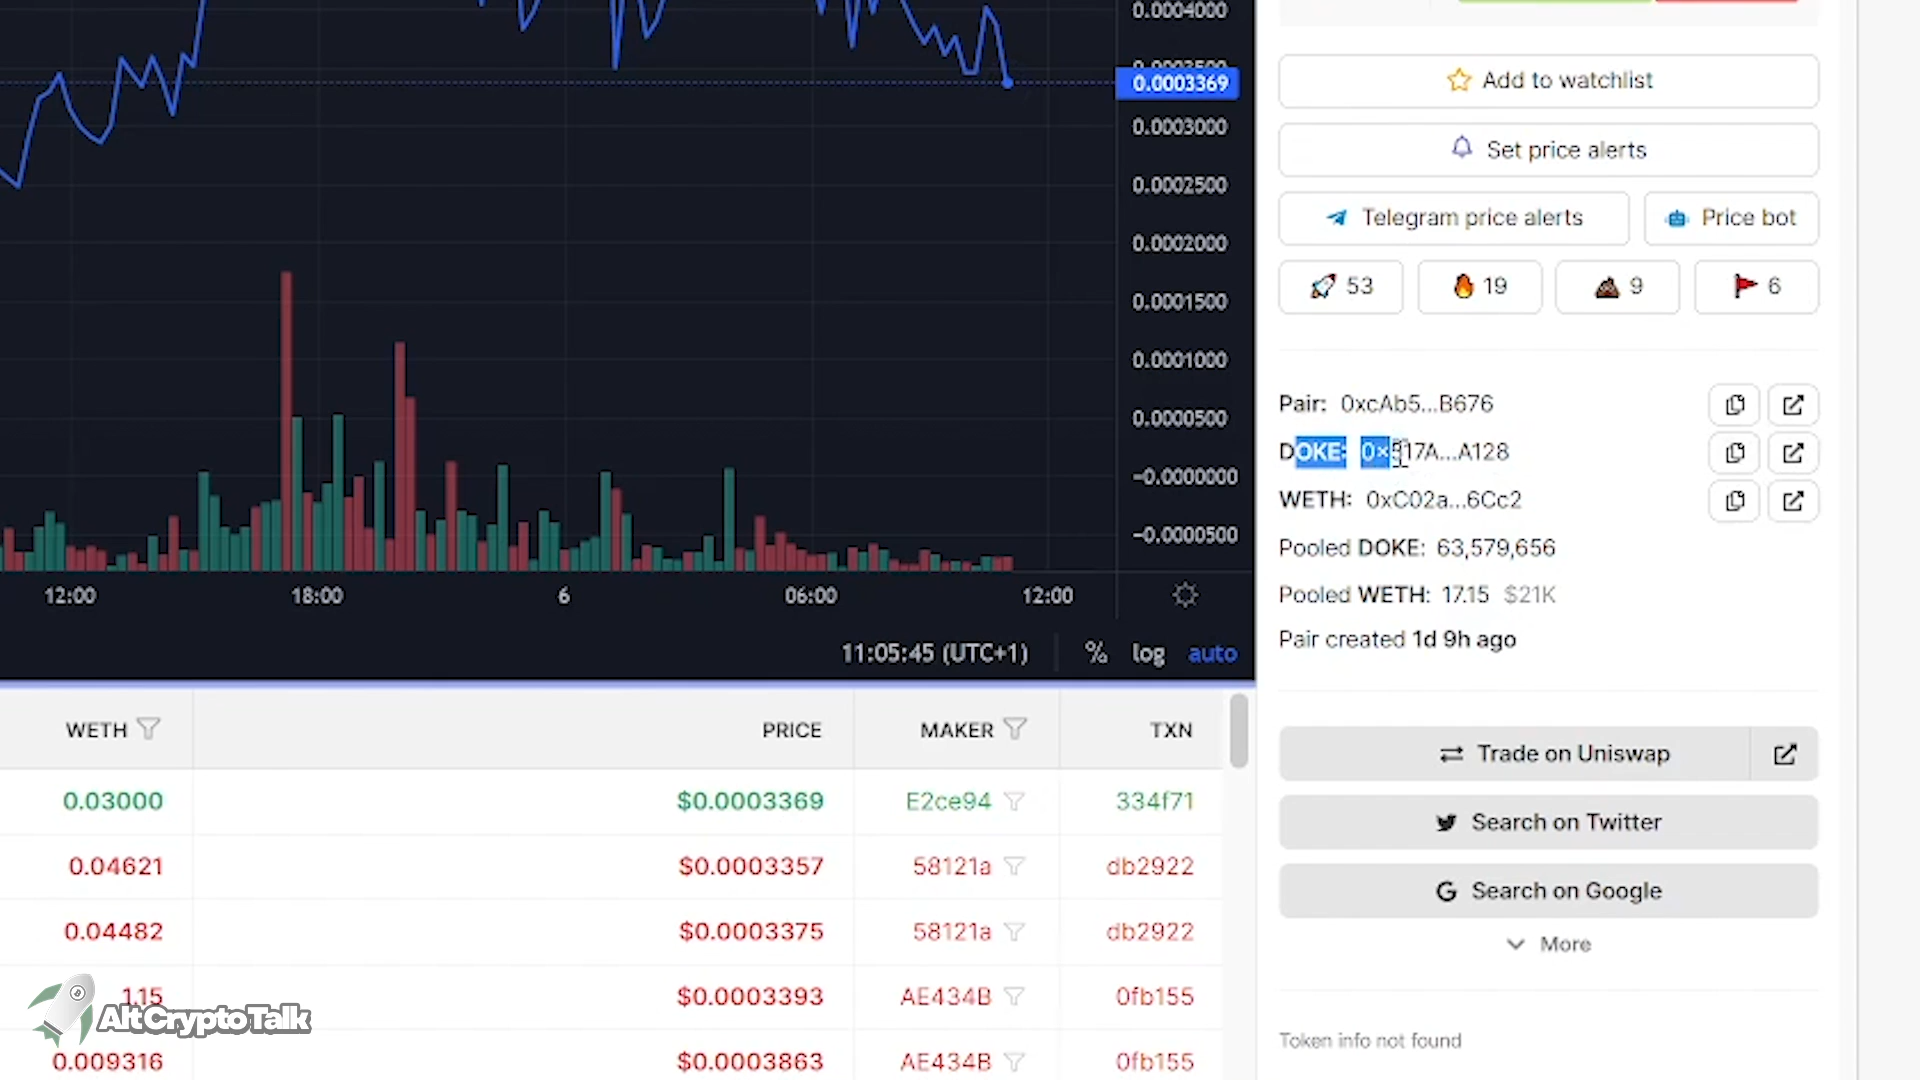 0.0004000
0.0003500
0.0003369
0.0003000
0.0002500
0.0002000
0.0001500
0.0001000
0.0000500
−0.0000000
−0.0000500
12:00 18:00 6 06:00 12:00
11:05:45 (UTC+1) % log auto
WETH PRICE MAKER TXN
0.03000 $0.0003369 E2ce94 334f71
0.04621 $0.0003357 58121a db2922
0.04482 $0.0003375 58121a db2922
1.15 $0.0003393 AE434B 0fb155
0.009316 $0.0003863 AE434B 0fb155
AltCryptoTalk
Add to watchlist
Set price alerts
Telegram price alerts Price bot
53 19 9 6
Pair: 0xcAb5...B676
DOKE: 0x517A...A128
WETH: 0xC02a...6Cc2
Pooled DOKE: 63,579,656
Pooled WETH: 17.15 $21K
Pair created 1d 9h ago
Trade on Uniswap
Search on Twitter
Search on Google
More
Token info not found